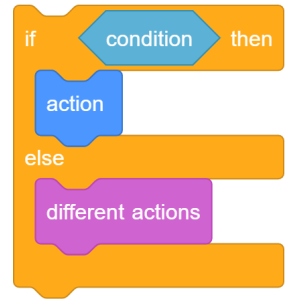 if condition then
action
else
different actions